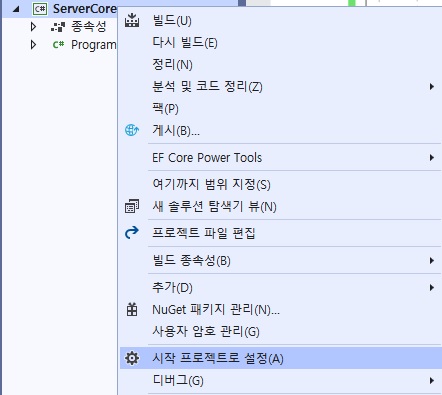 ServerCore
종속성
Program
빌드(U)
다시 빌드(E)
정리(N)
분석 및 코드 정리(Z)
팩(P)
게시(B)...
EF Core Power Tools
여기까지 범위 지정(S)
새 솔루션 탐색기 뷰(N)
프로젝트 파일 편집
빌드 종속성(B)
추가(D)
NuGet 패키지 관리(N)...
사용자 암호 관리(G)
시작 프로젝트로 설정(A)
디버그(G)